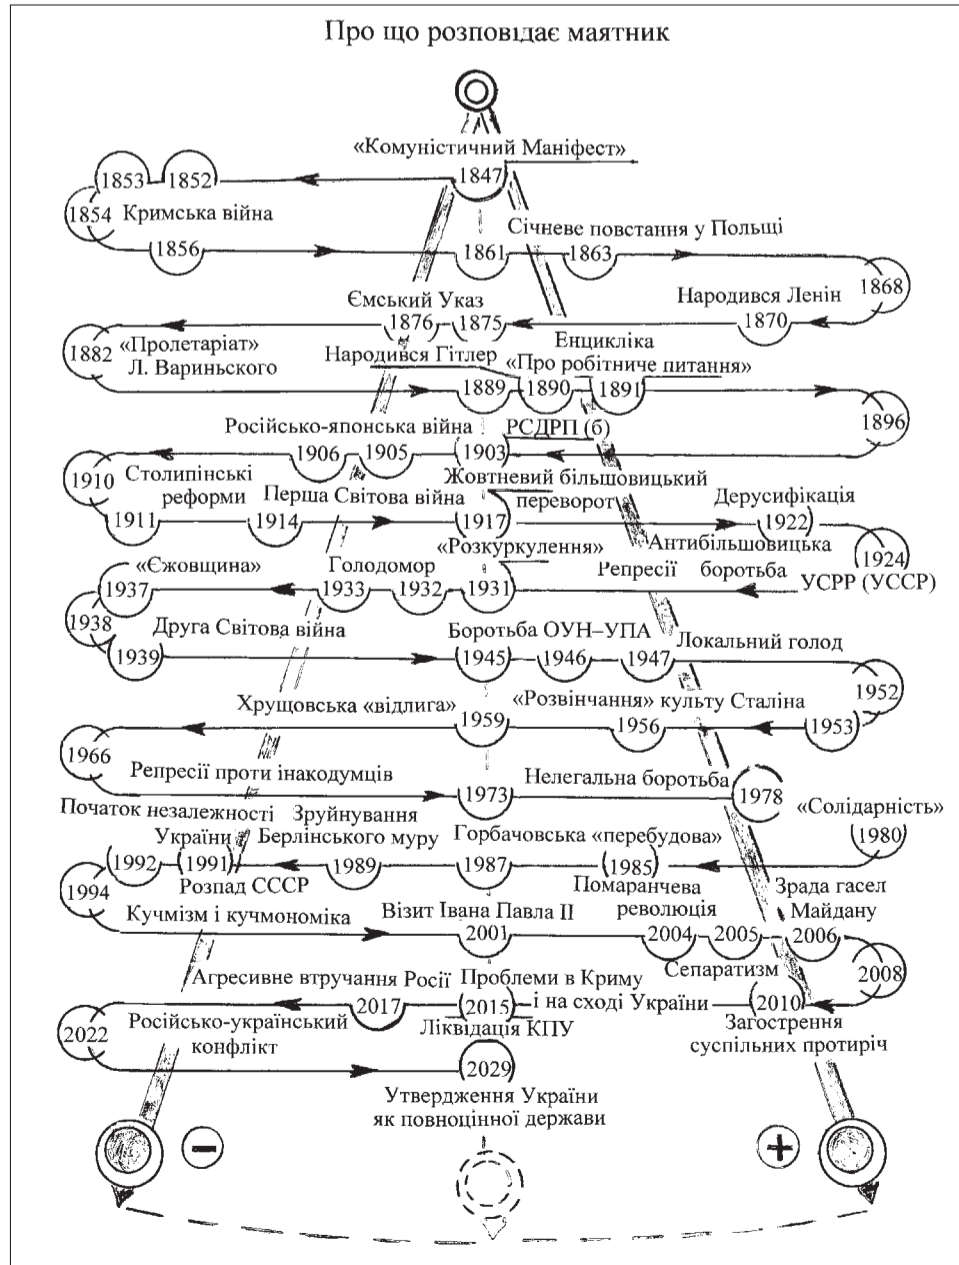 Про що розповідає маятник
«Комуністичний Маніфест»
1853 1852 1847
1854 Кримська війна
Січневе повстання у Польщі
1856 1861 1863
1868
Ємський Указ
Народився Ленін
1876 1875 1870
1882 «Пролетаріат»
Л. Вариньского
Народився Гітлер
Енцикліка
«Про робітниче питання»
1889 1890 1891
1896
Російсько-японська війна РСДРП (б)
1906 1905 1903
1910 Столипінські
реформи
Перша Світова війна
Жовтневий більшовицький
переворот
Дерусифікація
1911 1914 1917 1922
1924
«Розкуркулення»
Антибільшовицька
боротьба
Репресії
УСРР (УССР)
«Єжовщина» Голодомор
1937 1933 1932 1931
1938
Друга Світова війна Боротьба ОУН–УПА Локальний голод
1939 1945 1946 1947
1952
Хрущовська «відлига» «Розвінчання» культу Сталіна
1959 1956 1953
1966
Репресії проти інакодумців Нелегальна боротьба
1973 1978
Початок незалежності
України
Зруйнування
Берлінського муру
Горбачовська «перебудова»
«Солідарність»
1980
1992 1991 1989 1987 1985
Розпад СССР
1994
Кучмізм і кучмономіка Візит Івана Павла II
Помаранчева
революція
Зрада гасел
Майдану
2001 2004 2005 2006
2008
Сепаратизм
Агресивне втручання Росії Проблеми в Криму
і на сході України
2017 2015 2010
2022 Російсько-український
конфлікт
Ліквідація КПУ
Загострення
суспільних протиріч
2029
Утвердження України
як повноцінної держави
− +